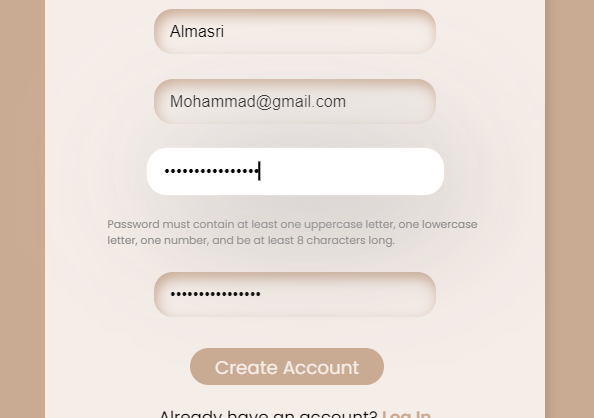 Almasri
Mohammad@gmail.com
••••••••••••••••
Password must contain at least one uppercase letter, one lowercase
letter, one number, and be at least 8 characters long.
••••••••••••••••
Create Account
Already have an account? Log In